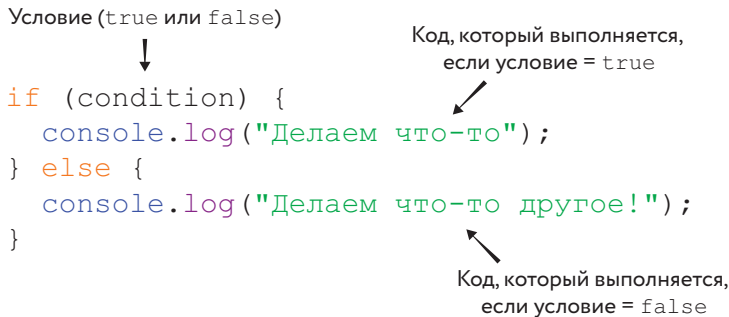 Условие (true или false)
Код, который выполняется,
если условие = true
if (condition) {
  console.log("Делаем что-то");
} else {
  console.log("Делаем что-то другое!");
}
Код, который выполняется,
если условие = false